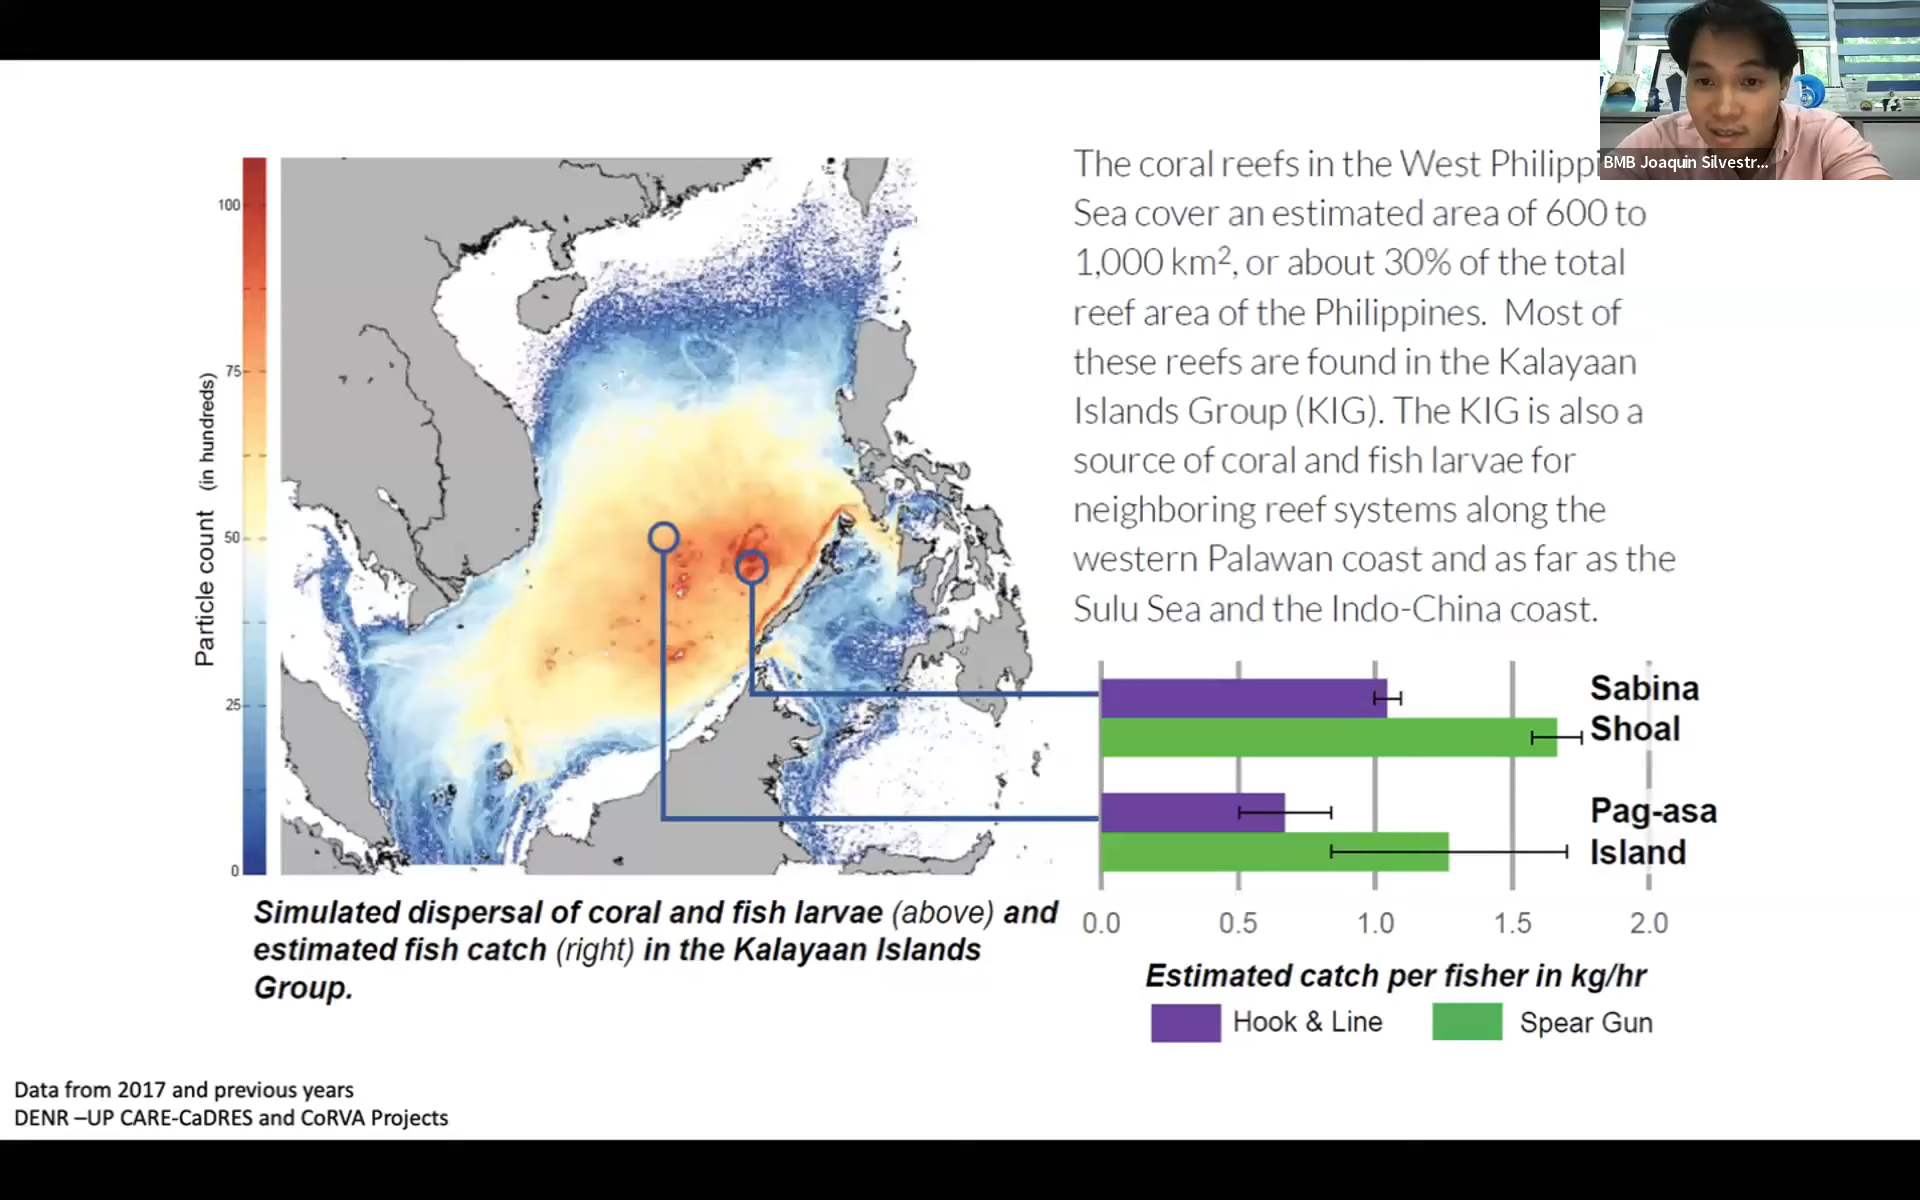 BMB Joaquin Silvestr...
The coral reefs in the West Philippi
Sea cover an estimated area of 600 to
1,000 km², or about 30% of the total
reef area of the Philippines. Most of
these reefs are found in the Kalayaan
Islands Group (KIG). The KIG is also a
source of coral and fish larvae for
neighboring reef systems along the
western Palawan coast and as far as the
Sulu Sea and the Indo-China coast.
Particle count (in hundreds)
100
75
50
25
0
Sabina
Shoal
Pag-asa
Island
0.0 0.5 1.0 1.5 2.0
Estimated catch per fisher in kg/hr
Hook & Line Spear Gun
Simulated dispersal of coral and fish larvae (above) and
estimated fish catch (right) in the Kalayaan Islands
Group.
Data from 2017 and previous years
DENR –UP CARE-CaDRES and CoRVA Projects